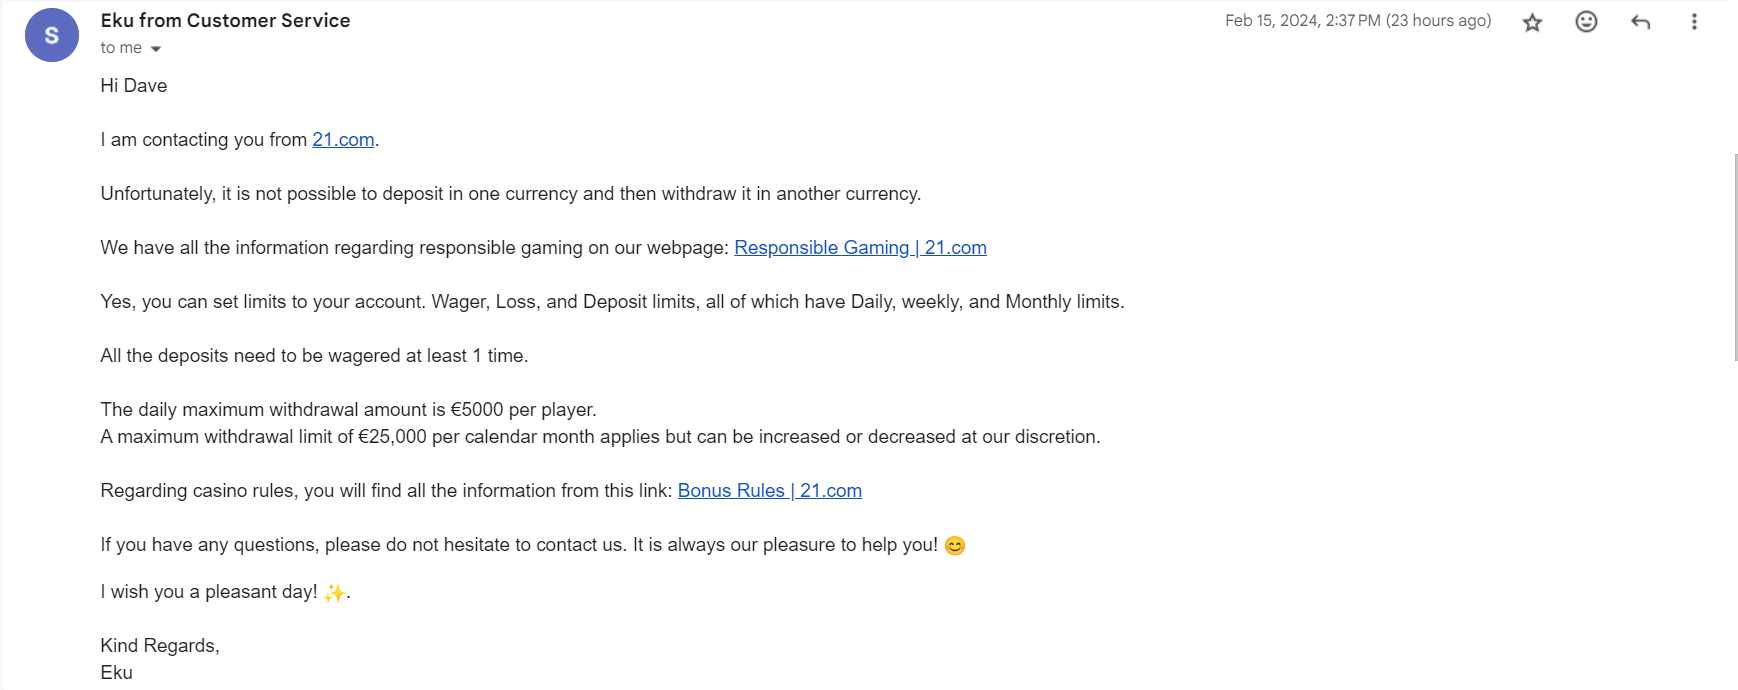 Eku from Customer Service
Feb 15, 2024, 2:37 PM (23 hours ago)
S
to me
Hi Dave
I am contacting you from 21.com.
Unfortunately, it is not possible to deposit in one currency and then withdraw it in another currency.
We have all the information regarding responsible gaming on our webpage: Responsible Gaming | 21.com
Yes, you can set limits to your account. Wager, Loss, and Deposit limits, all of which have Daily, weekly, and Monthly limits.
All the deposits need to be wagered at least 1 time.
The daily maximum withdrawal amount is €5000 per player.
A maximum withdrawal limit of €25,000 per calendar month applies but can be increased or decreased at our discretion.
Regarding casino rules, you will find all the information from this link: Bonus Rules | 21.com
If you have any questions, please do not hesitate to contact us. It is always our pleasure to help you! 😊
I wish you a pleasant day! ✨.
Kind Regards,
Eku